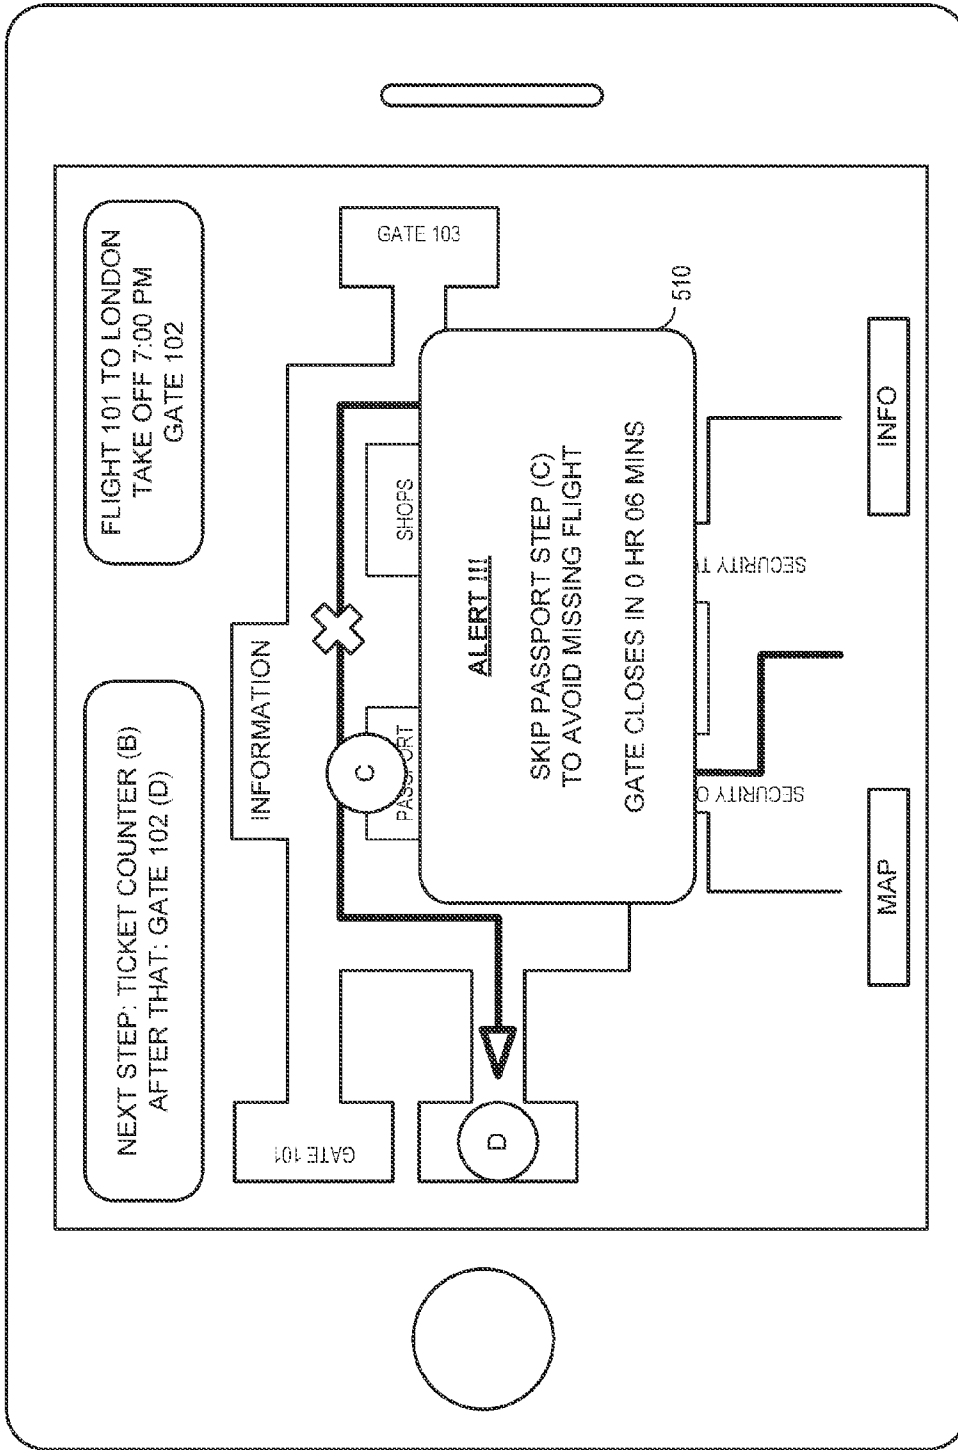 NEXT STEP: TICKET COUNTER (B)
AFTER THAT: GATE 102 (D)
FLIGHT 101 TO LONDON
TAKE OFF 7:00 PM
GATE 102
INFORMATION
GATE 101
GATE 103
C
PASSPORT
SHOPS
D
ALERT !!!
SKIP PASSPORT STEP (C)
TO AVOID MISSING FLIGHT
GATE CLOSES IN 0 HR 06 MINS
510
SECURITY O
SECURITY T
MAP
INFO